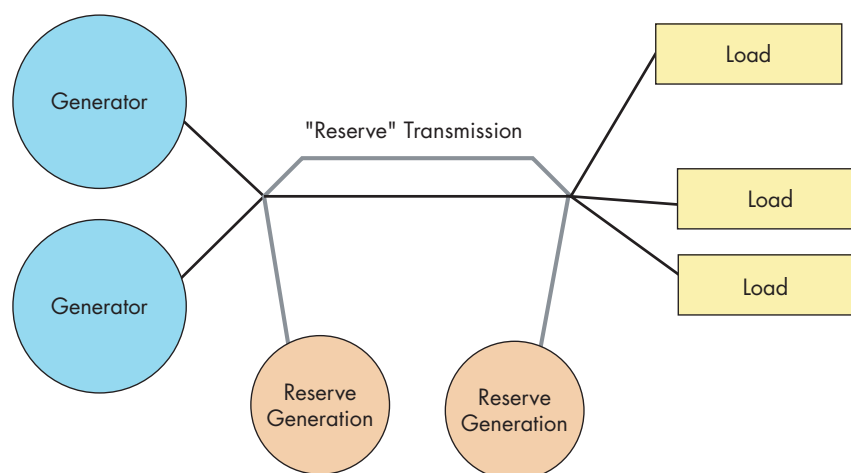 Generator
Load
"Reserve" Transmission
Load
Generator
Load
Reserve
Generation
Reserve
Generation